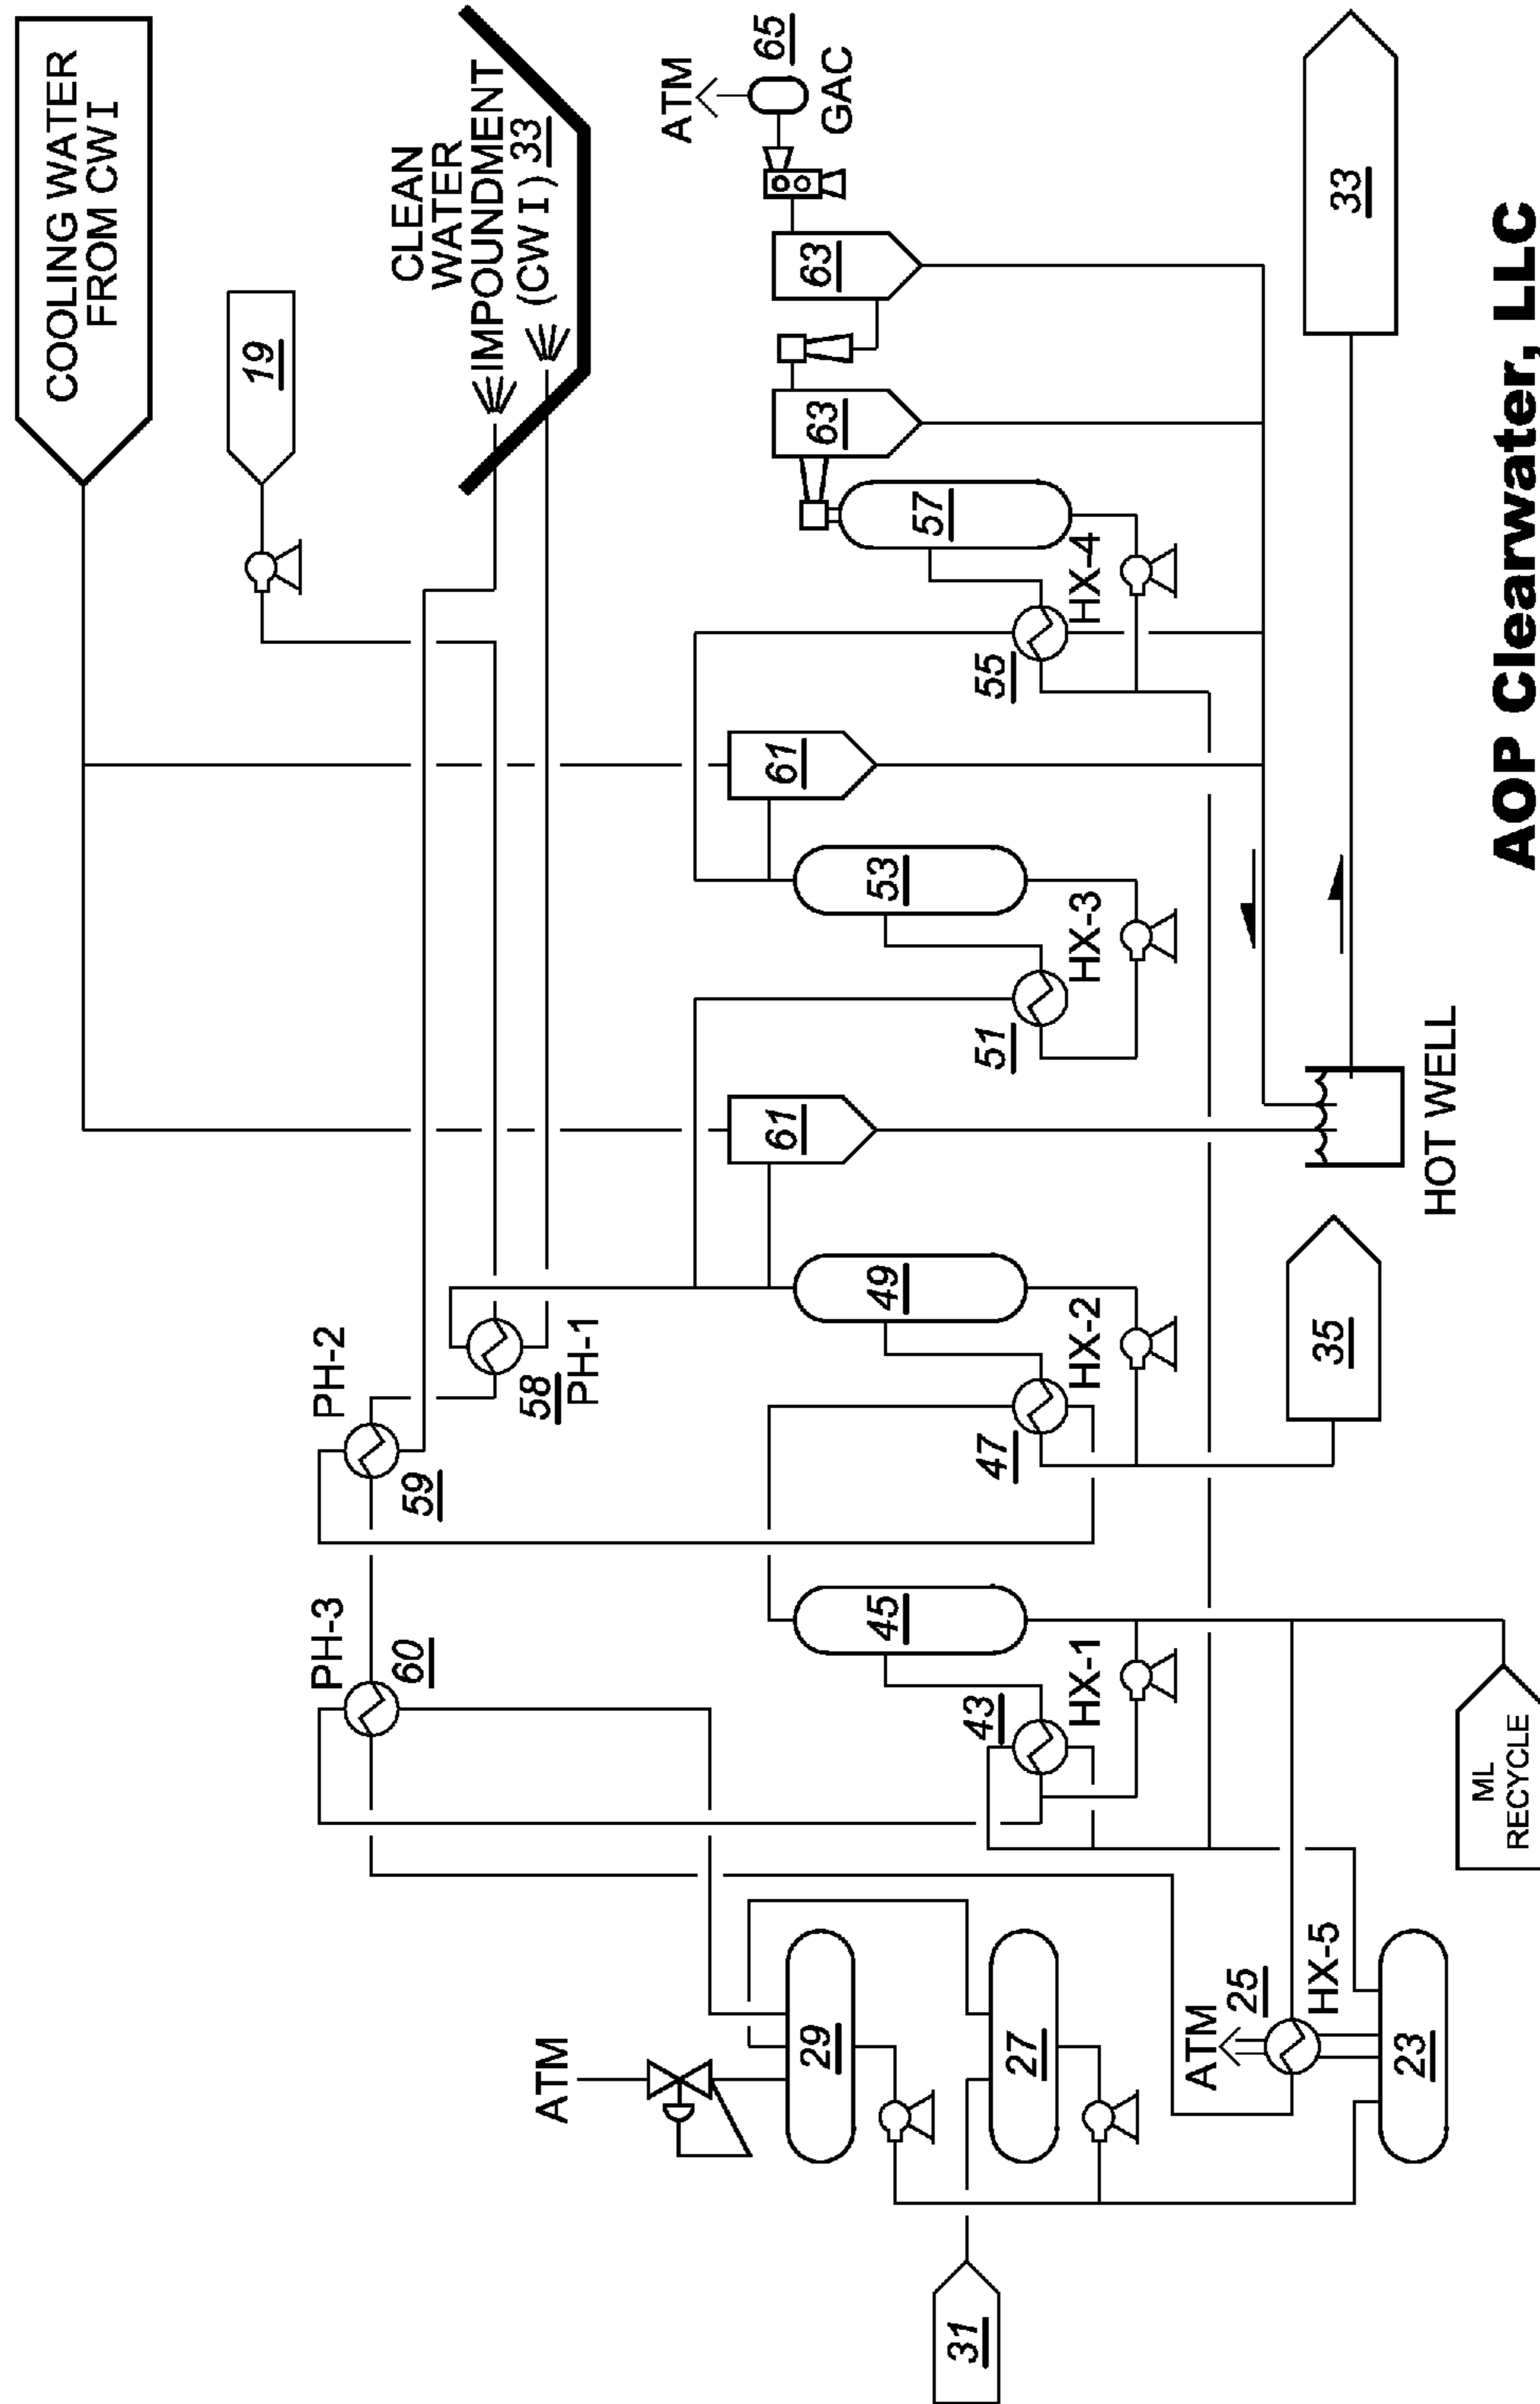 COOLING WATER
FROM CWI
19
CLEAN
WATER
IMPOUNDMENT
(CWI) 33
PH-3
60
PH-2
59
58
PH-1
ATM
65
GAC
63
63
61
61
57
53
49
45
HX-4
55
HX-3
51
HX-2
47
HX-1
43
ATM
29
27
31
ATM
25
HX-5
23
35
33
HOT WELL
ML
RECYCLE
AOP Clearwater, LLC